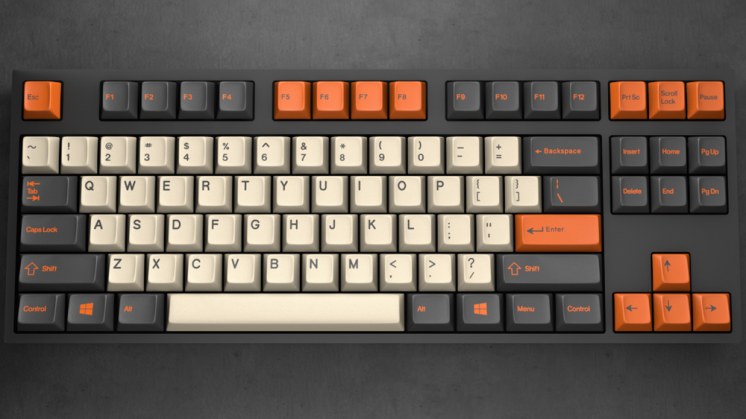 Esc F1 F2 F3 F4 F5 F6 F7 F8 F9 F10 F11 F12 PrtSc Scroll Lock Pause
~ ! @ # $ % ^ & * ( ) _ +
` 1 2 3 4 5 6 7 8 9 0 - = ← Backspace Insert Home Pg Up
Tab Q W E R T Y U I O P { [ } ] | \ Delete End Pg Dn
Caps Lock A S D F G H J K L : ; " ' Enter
Shift Z X C V B N M < , > . ? / Shift ↑
Control Alt Alt Menu Control ← ↓ →